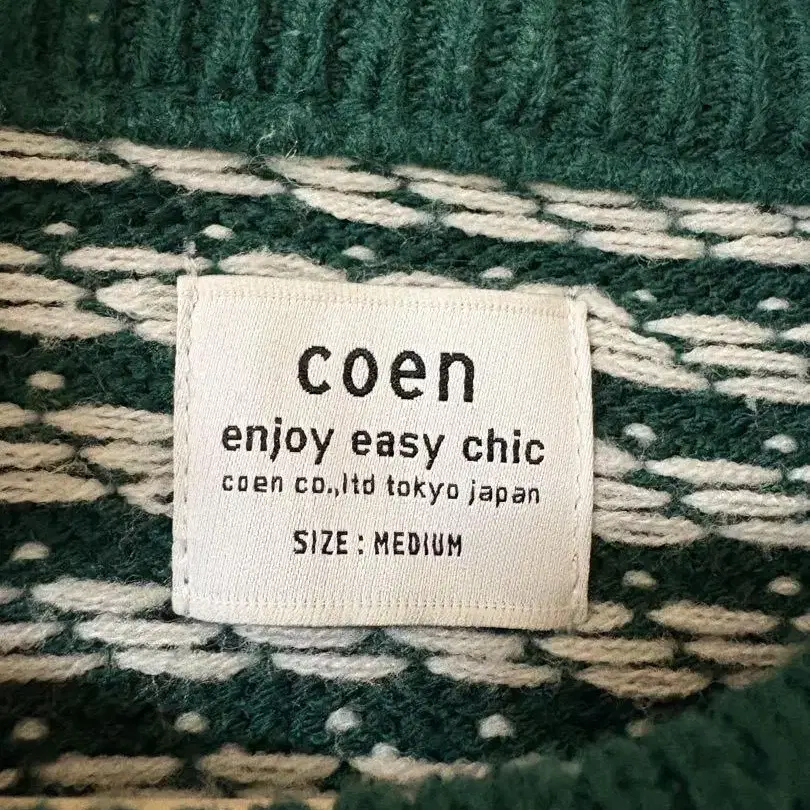 coen
enjoy easy chic
coen co.,ltd tokyo japan
SIZE : MEDIUM